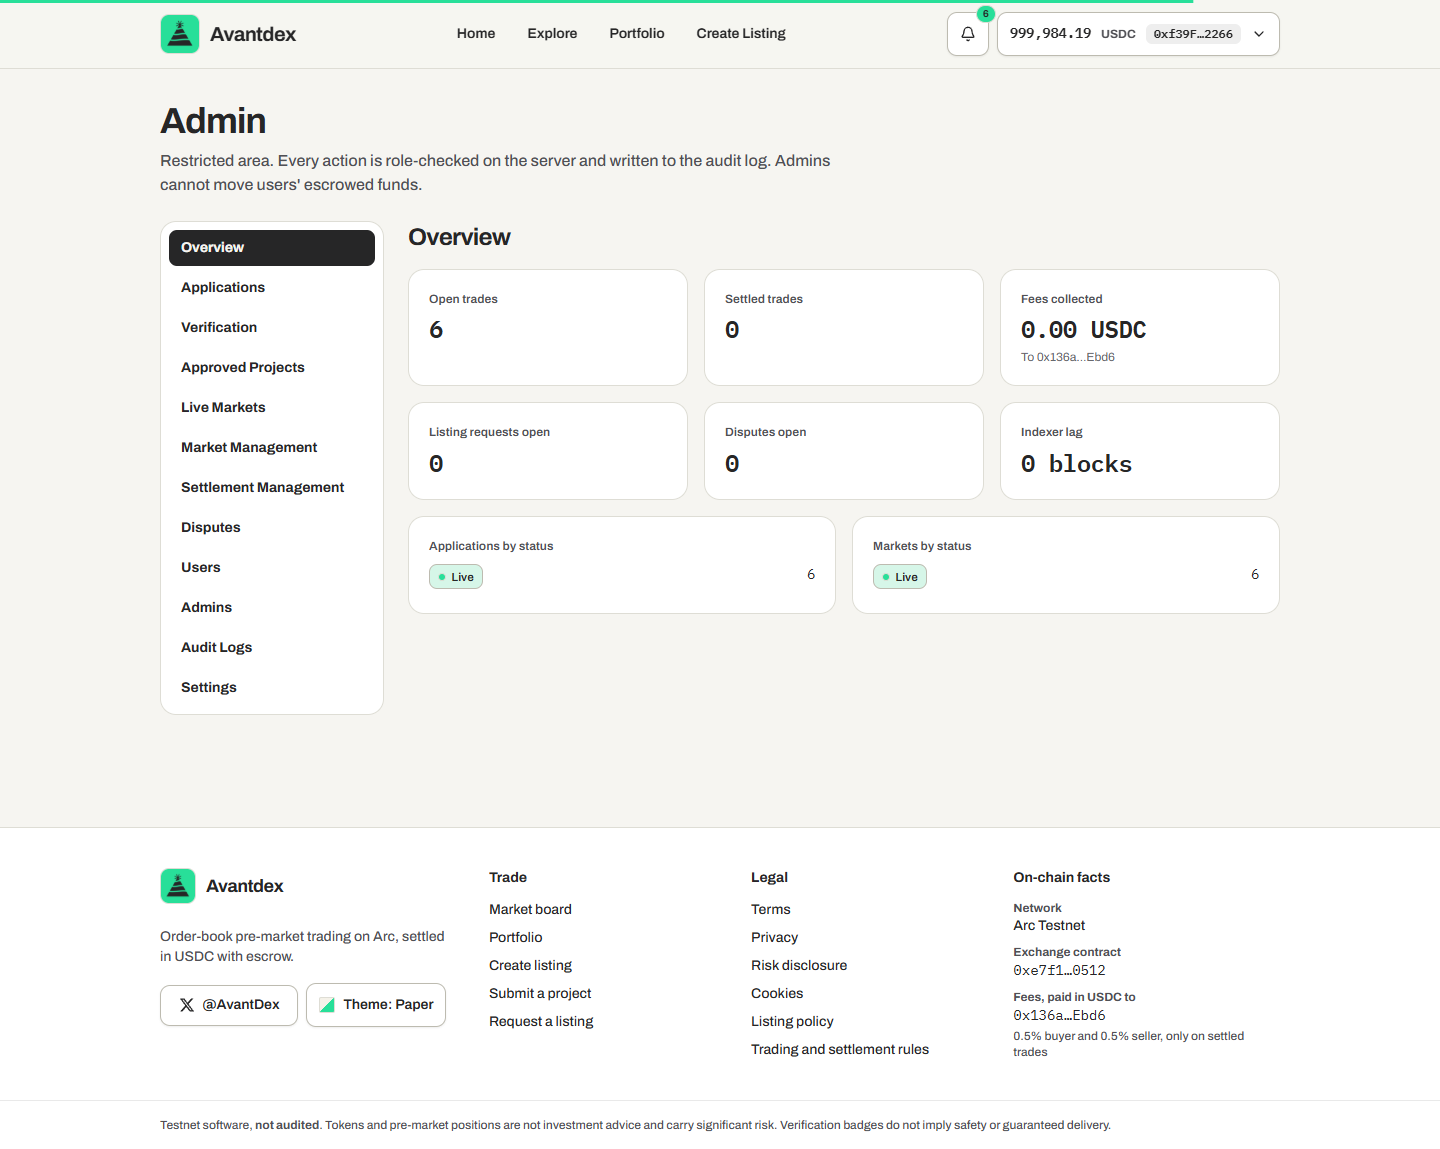 Avantdex
Home
Explore
Portfolio
Create Listing
6
999,984.19 USDC 0xf39F…2266
Admin
Restricted area. Every action is role-checked on the server and written to the audit log. Admins
cannot move users' escrowed funds.
Overview
Applications
Verification
Approved Projects
Live Markets
Market Management
Settlement Management
Disputes
Users
Admins
Audit Logs
Settings
Overview
Open trades
6
Settled trades
0
Fees collected
0.00 USDC
To 0x136a…Ebd6
Listing requests open
0
Disputes open
0
Indexer lag
0 blocks
Applications by status
Live 6
Markets by status
Live 6
Avantdex
Order-book pre-market trading on Arc, settled
in USDC with escrow.
@AvantDex
Theme: Paper
Trade
Market board
Portfolio
Create listing
Submit a project
Request a listing
Legal
Terms
Privacy
Risk disclosure
Cookies
Listing policy
Trading and settlement rules
On-chain facts
Network
Arc Testnet
Exchange contract
0xe7f1…0512
Fees, paid in USDC to
0x136a…Ebd6
0.5% buyer and 0.5% seller, only on settled
trades
Testnet software, not audited. Tokens and pre-market positions are not investment advice and carry significant risk. Verification badges do not imply safety or guaranteed delivery.